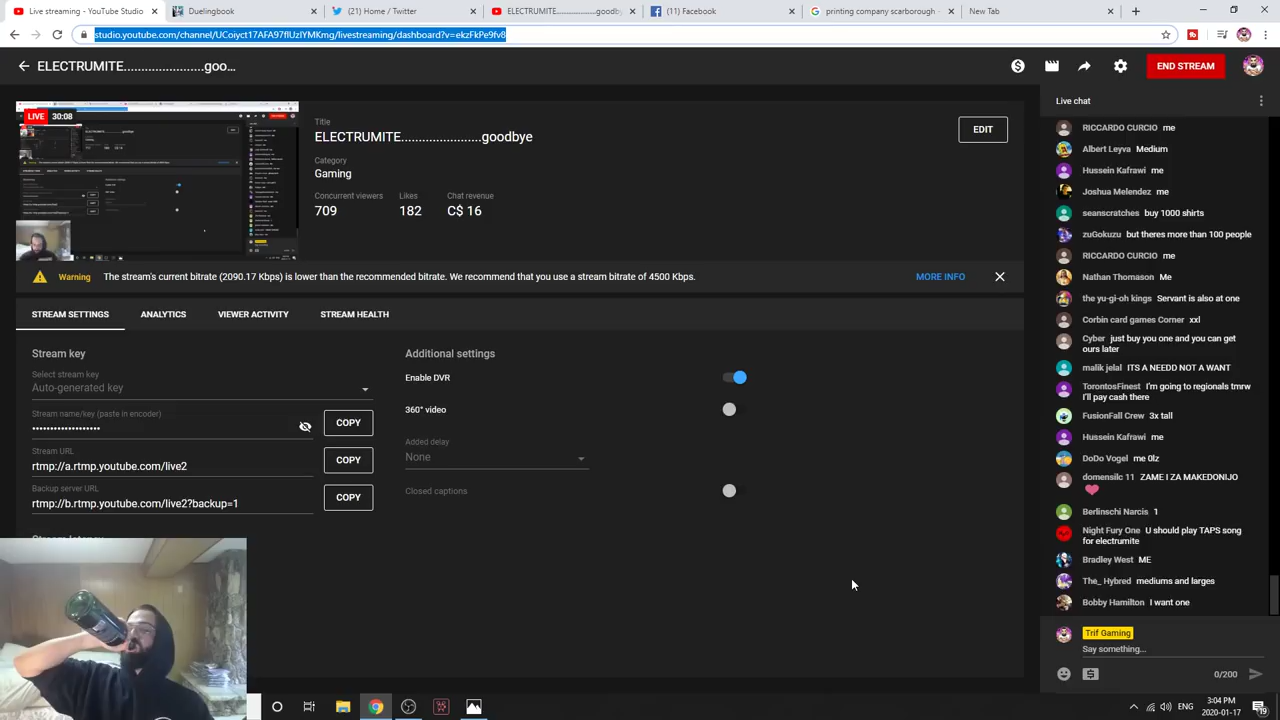 Live streaming - YouTube Studio
Duelingbook
(21) Home / Twitter
ELECTRUMITE......................goodb
(11) Facebook
printing company scarborough -
New Tab
studio.youtube.com/channel/UCoiyct17AFA97flUzIYMKmg/livestreaming/dashboard?v=ekzFkPe9fv8
ELECTRUMITE.......................goo...
END STREAM
LIVE 30:08
Title
ELECTRUMITE.......................goodbye
EDIT
Category
Gaming
Concurrent viewers Likes Chat revenue
709 182 C$ 16
Warning The stream's current bitrate (2090.17 Kbps) is lower than the recommended bitrate. We recommend that you use a stream bitrate of 4500 Kbps. MORE INFO
STREAM SETTINGS ANALYTICS VIEWER ACTIVITY STREAM HEALTH
Stream key
Select stream key
Auto-generated key
Stream name/key (paste in encoder)
••••••••••••••••••
COPY
Stream URL
rtmp://a.rtmp.youtube.com/live2
COPY
Backup server URL
rtmp://b.rtmp.youtube.com/live2?backup=1
COPY
Stream latency
Additional settings
Enable DVR
360° video
Added delay
None
Closed captions
Live chat
RICCARDO CURCIO me
Albert Leyva Medium
Hussein Kafrawi me
Joshua Melendez me
seanscratures buy 1000 shirts
zuGokuzu but theres more than 100 people
RICCARDO CURCIO me
Nathan Thomason Me
the yu-gi-oh kings Servant is also at one
Corbin card games Corner xxl
Cyber just buy you one and you can get
ours later
malik jelal ITS A NEEDD NOT A WANT
TorontosFinest I'm going to regionals tmrw
I'll pay cash there
FusionFall Crew 3x tall
Hussein Kafrawi me
DoDo Vogel me 0lz
domensilc 11 ZAME I ZA MAKEDONIJO
Berlinschi Narcis 1
Night Fury One U should play TAPS song
for electrumite
Bradley West ME
The_ Hybred mediums and larges
Bobby Hamilton I want one
Trif Gaming
Say something...
0/200
ENG
3:04 PM
2020-01-17
19